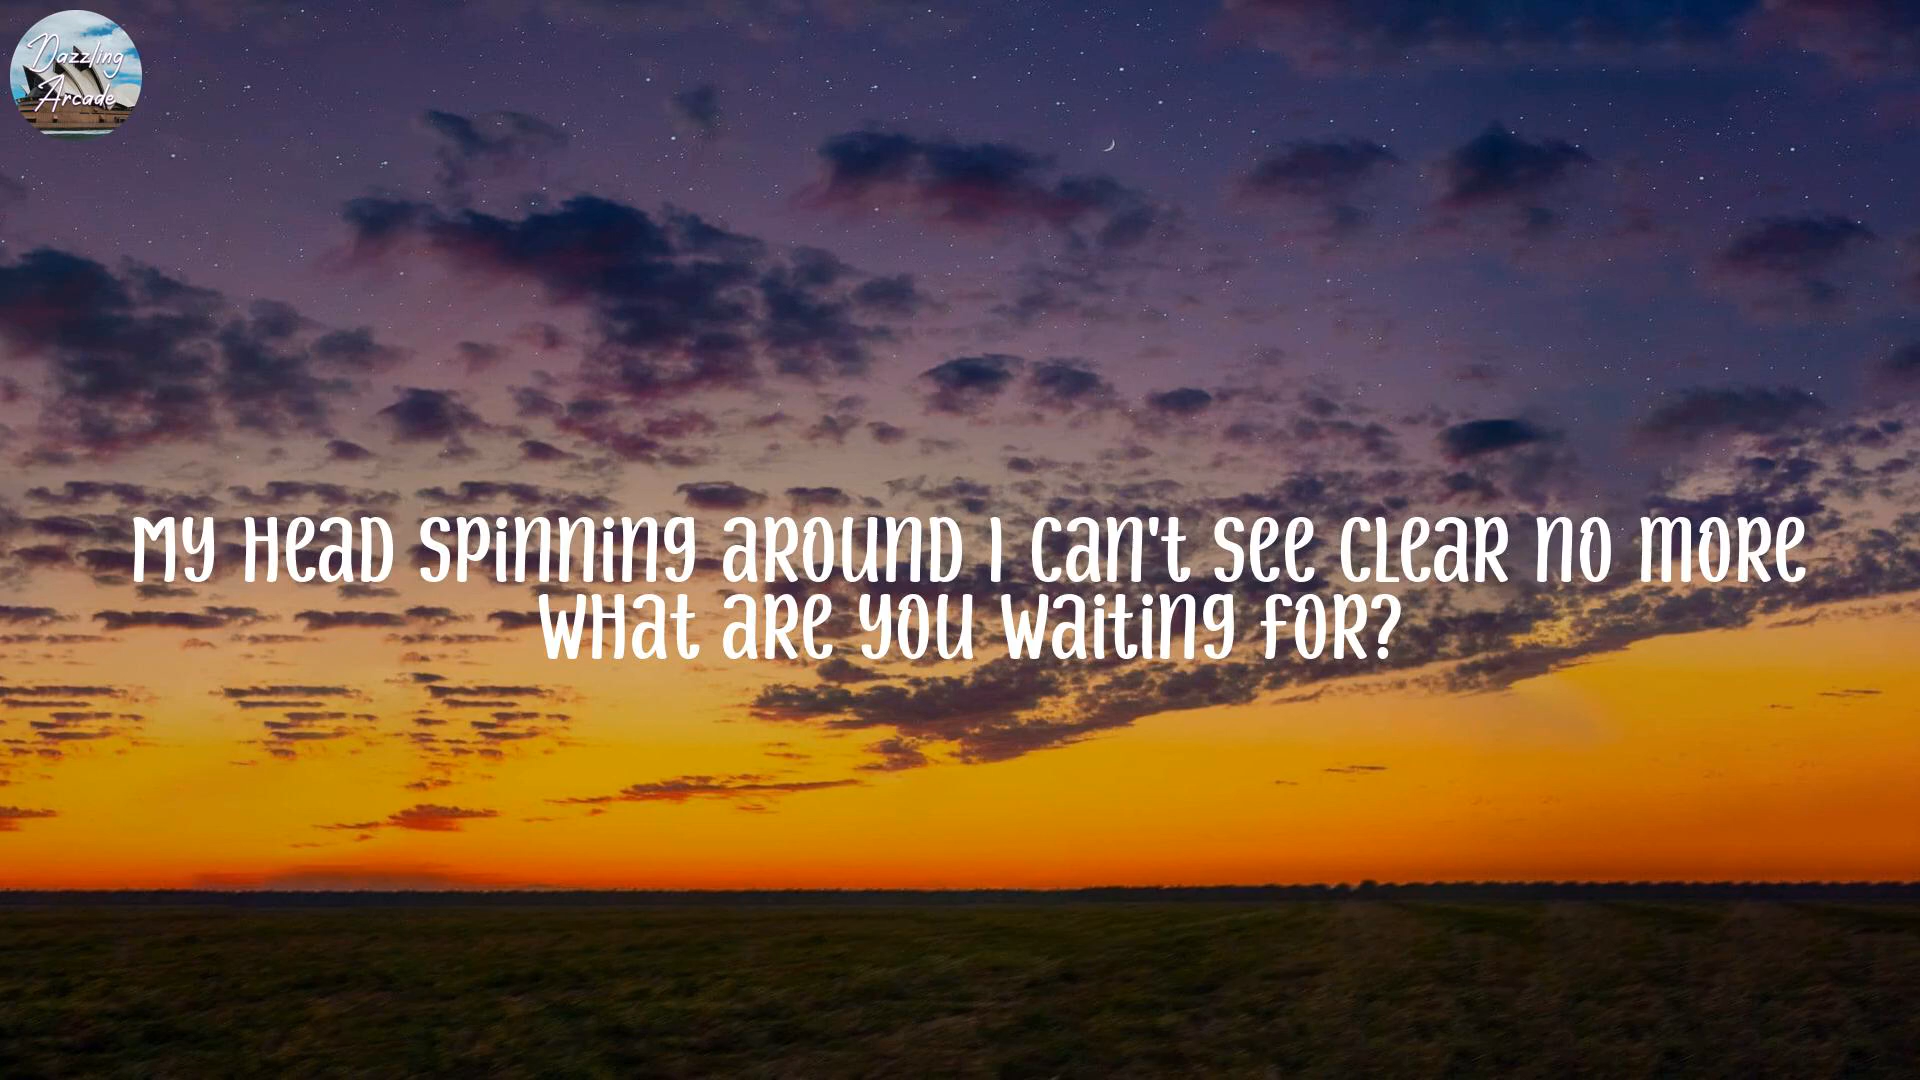 Dazzling
Arcade
My head spinning around I can't see clear no more
What are you waiting for?